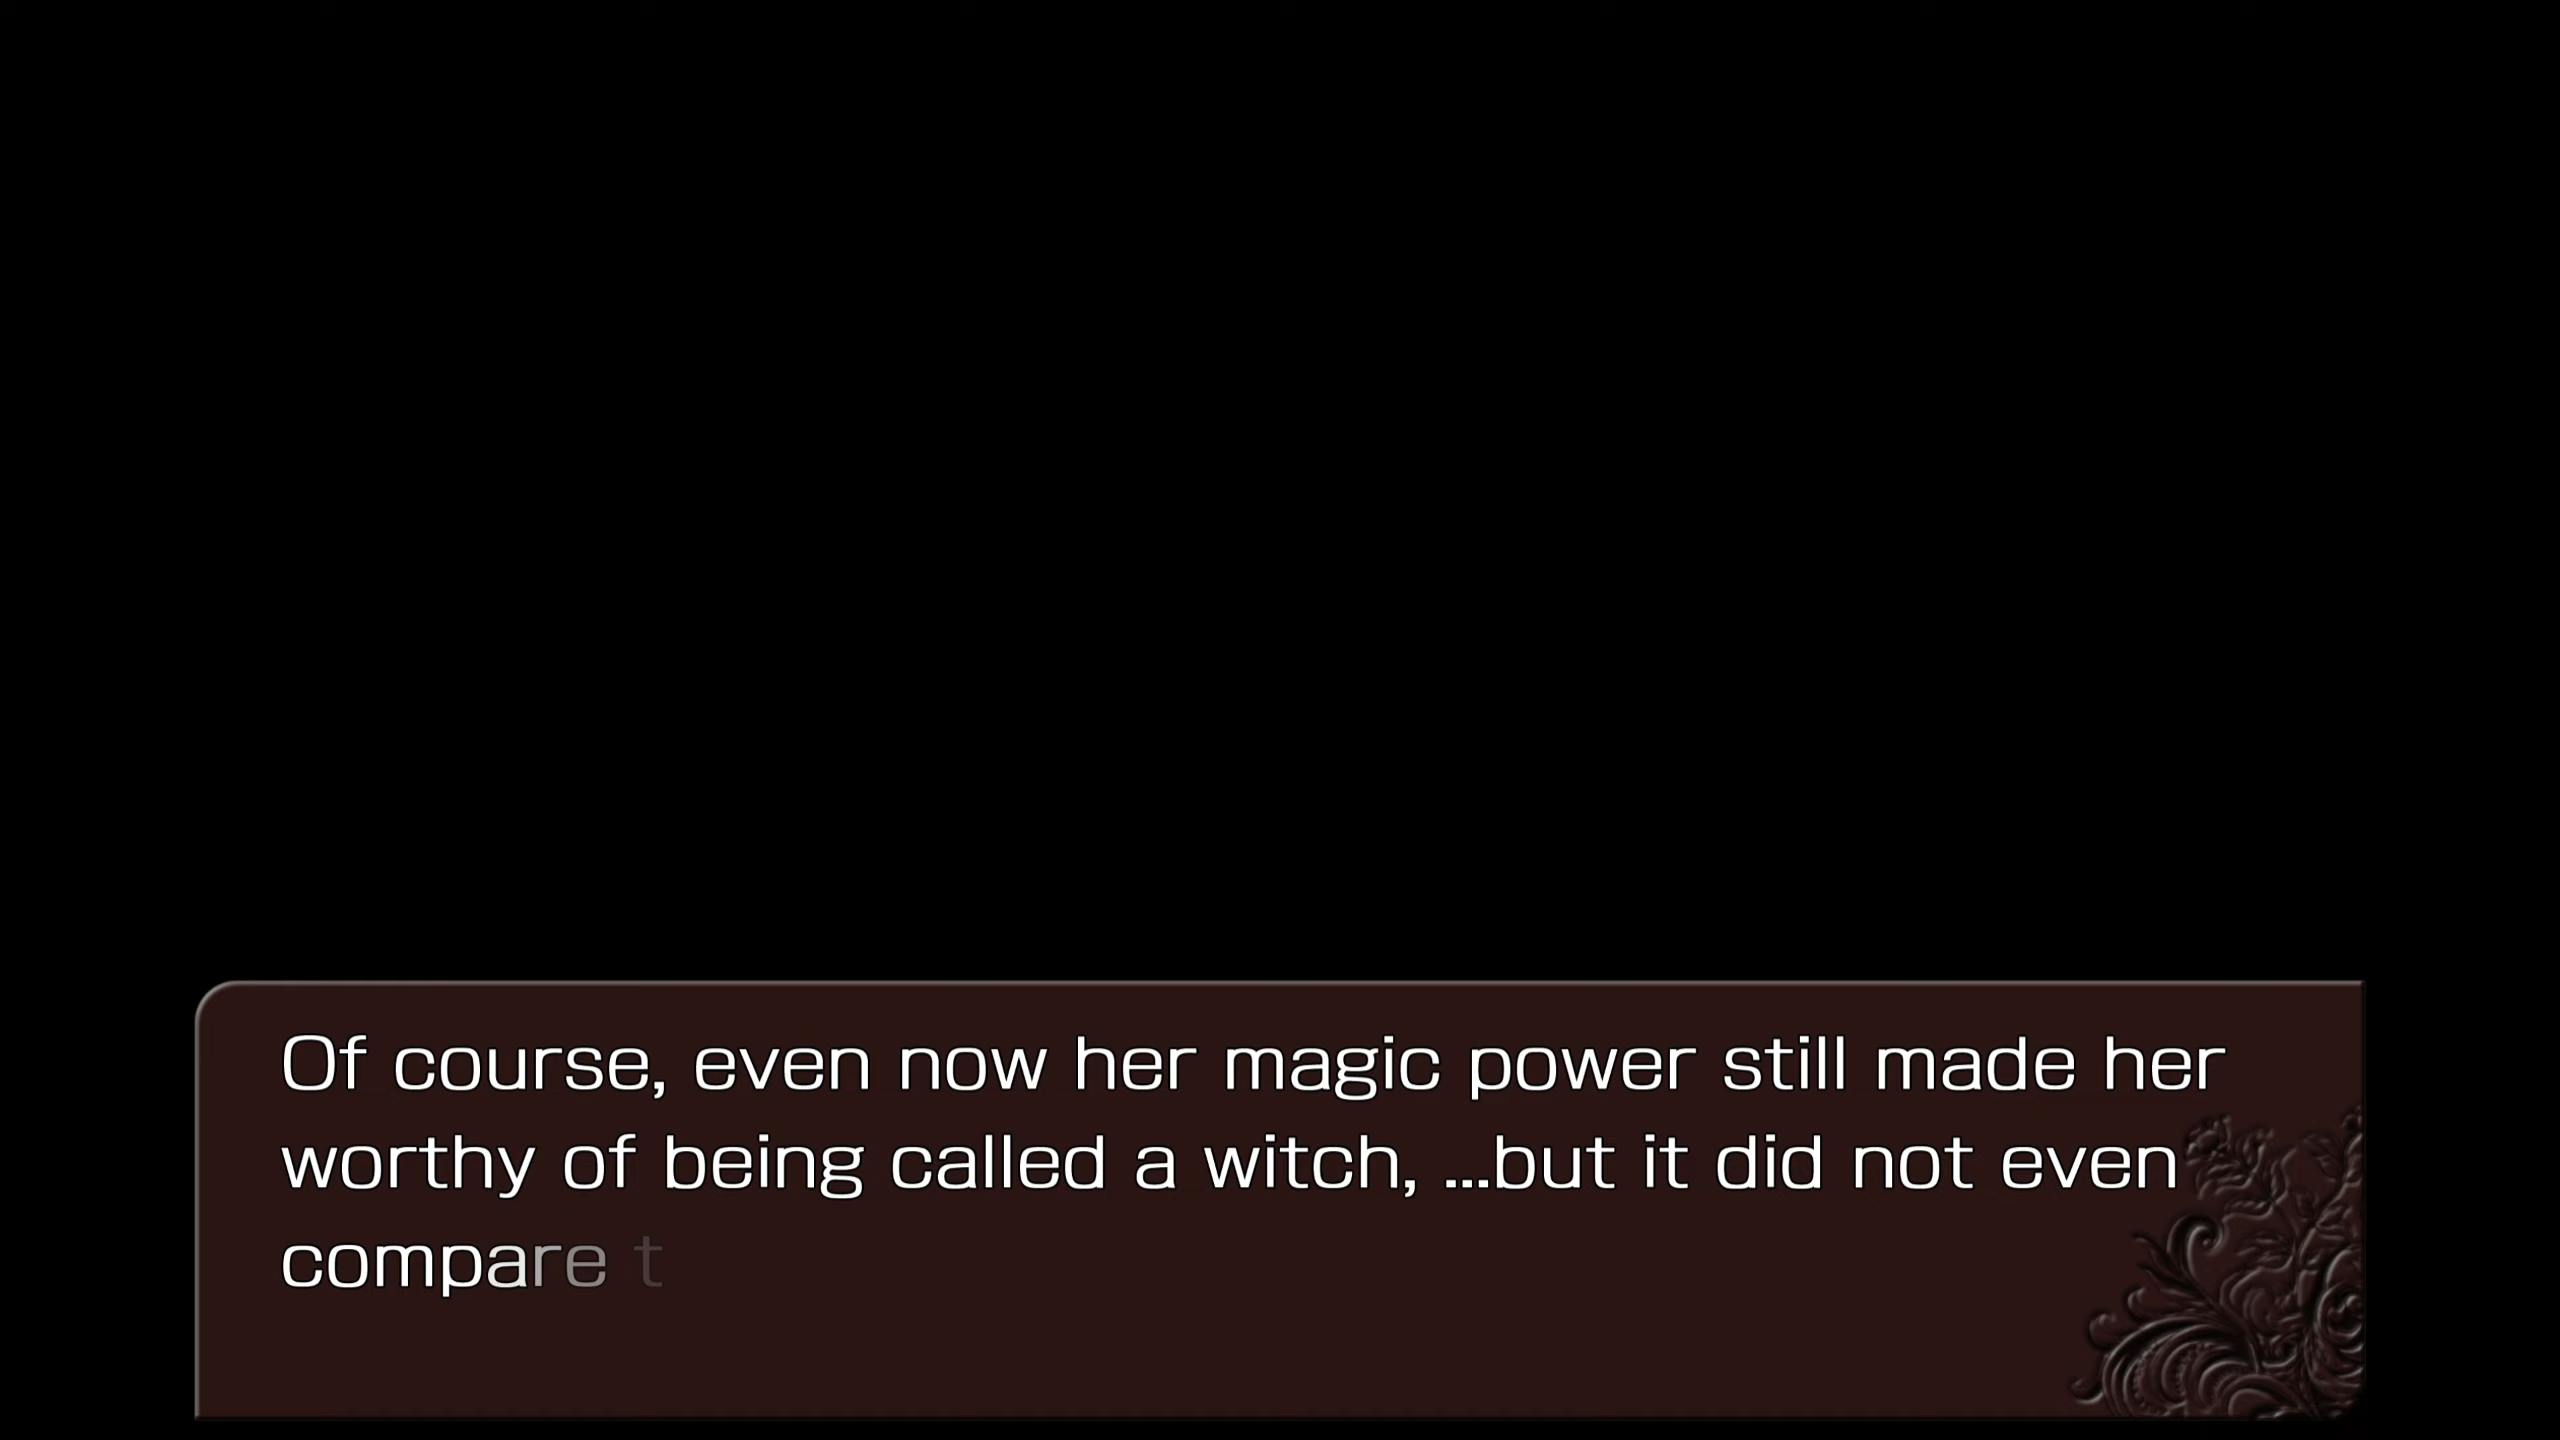 Of course, even now her magic power still made her
worthy of being called a witch, ...but it did not even
compare t